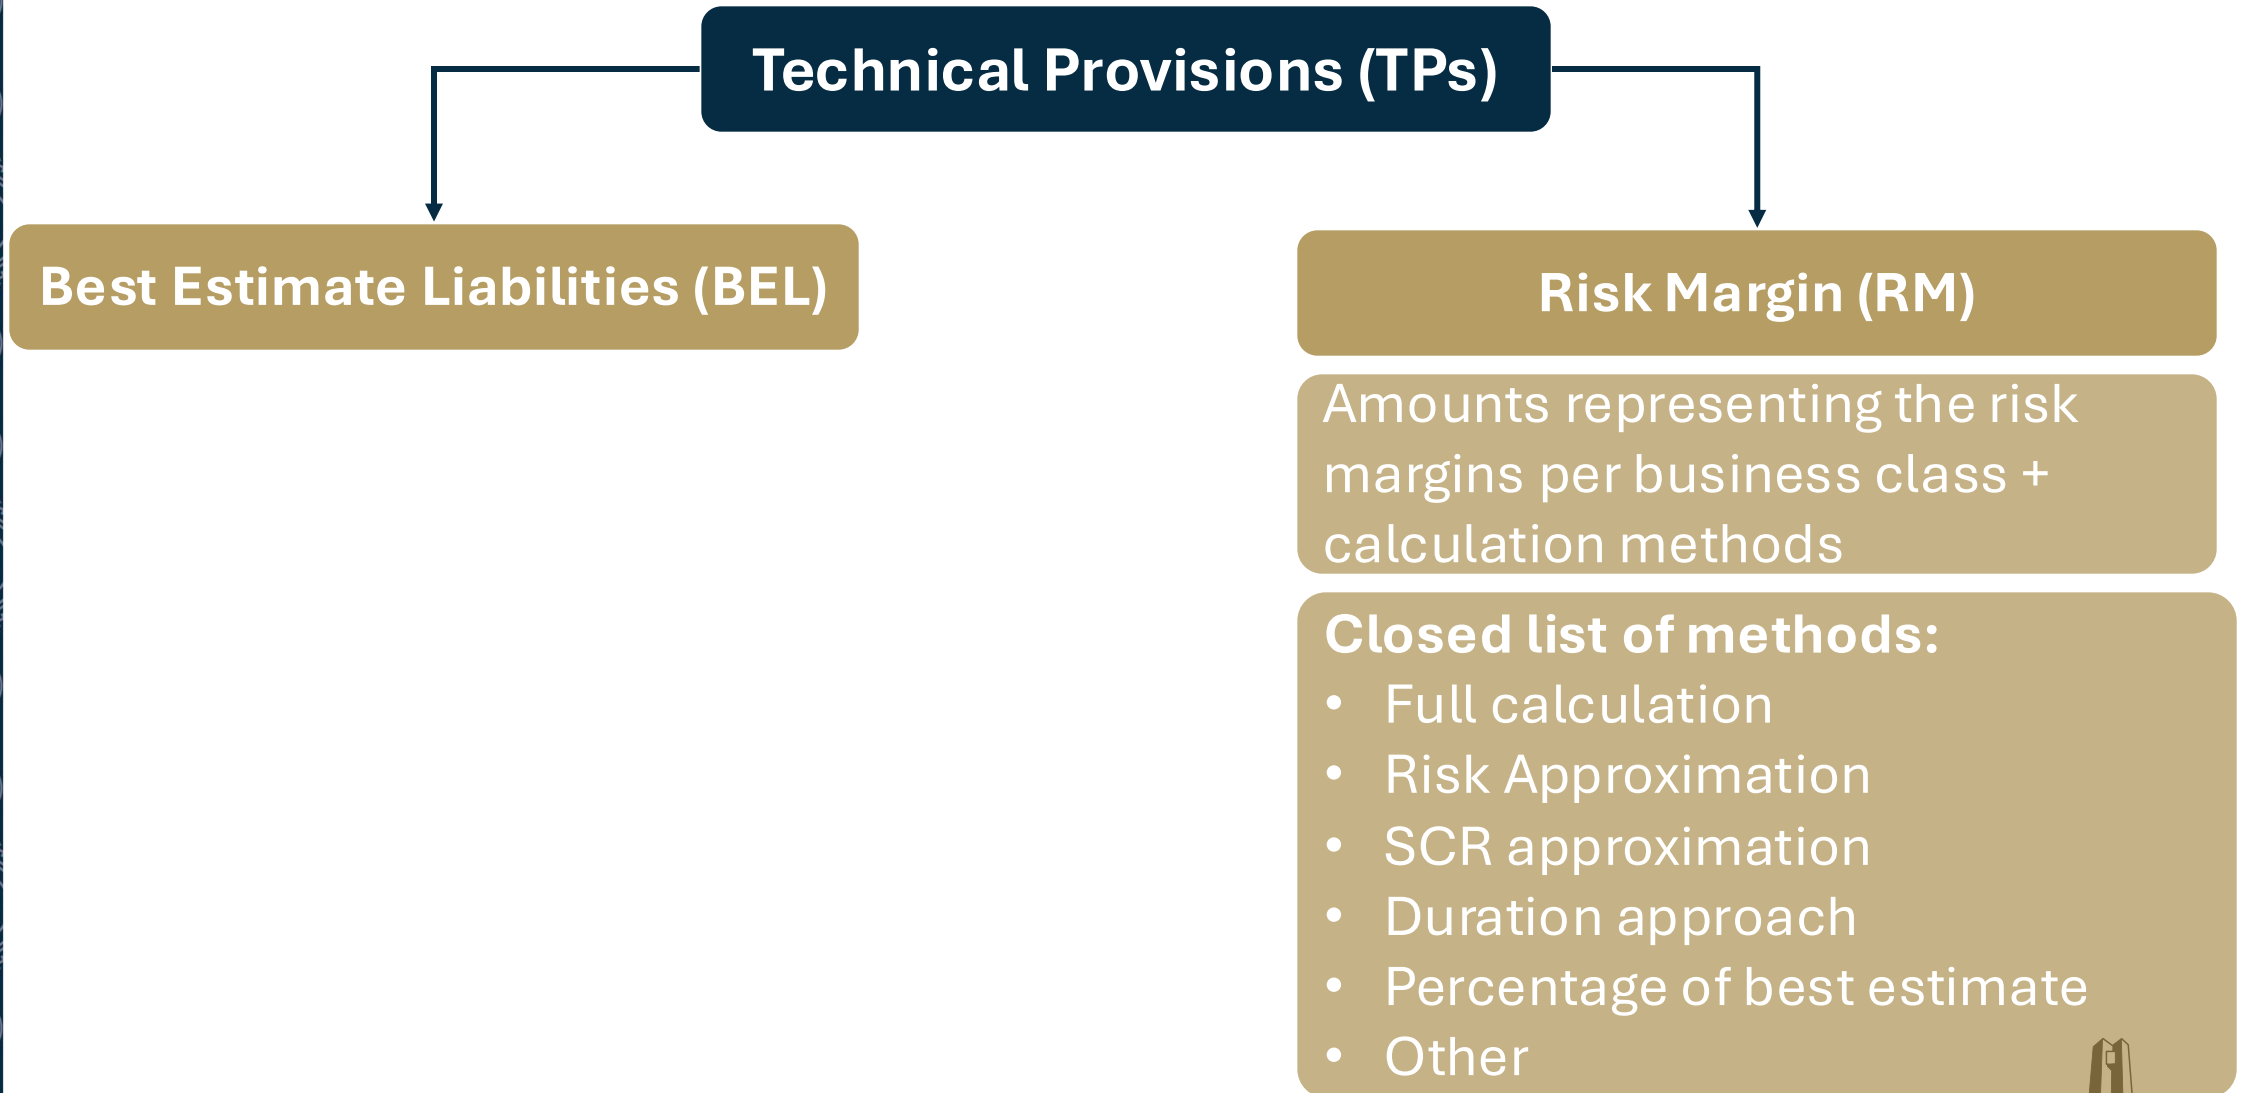 Technical Provisions (TPs)
Best Estimate Liabilities (BEL)
Risk Margin (RM)
Amounts representing the risk
margins per business class +
calculation methods
Closed list of methods:
• Full calculation
• Risk Approximation
• SCR approximation
• Duration approach
• Percentage of best estimate
• Other